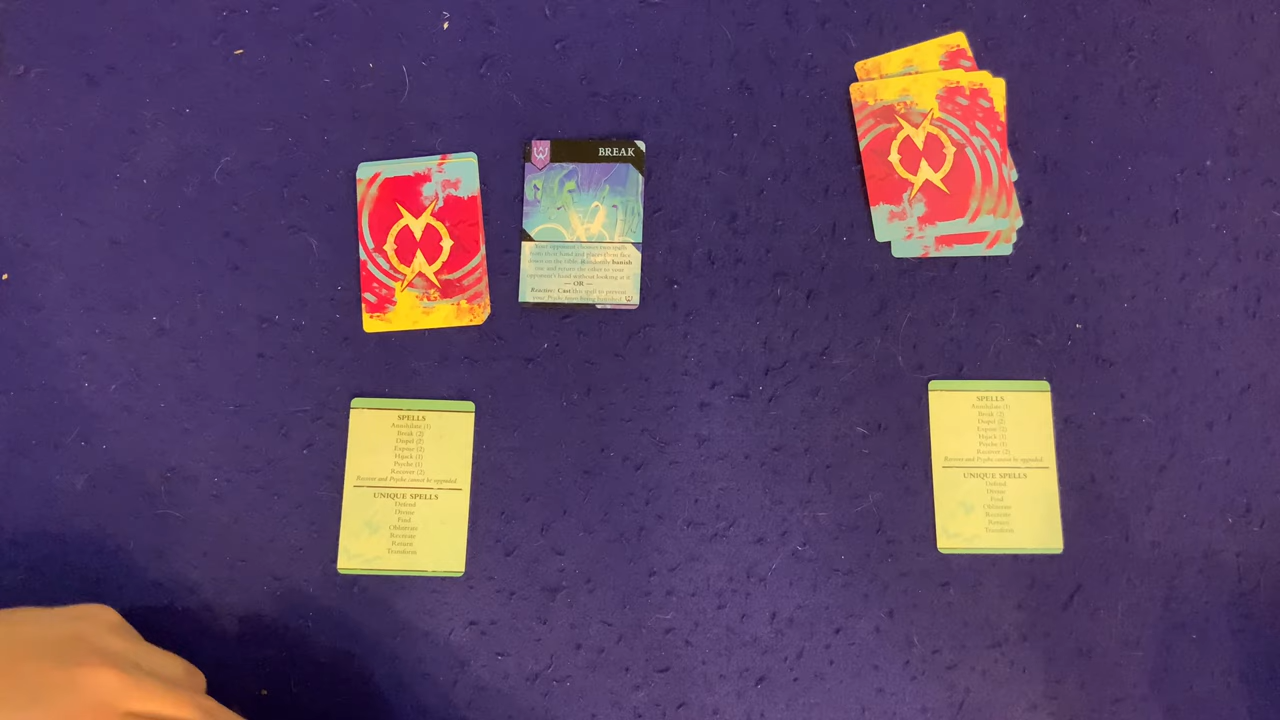 BREAK
Your opponent chooses two spells
from their hand and places them face
down on the table. Randomly banish
one and return the other to your
opponent's hand without looking at it.
— OR —
Reactive: Cast this spell to prevent
your Psyche from being banished.
SPELLS
Annihilate (1)
Break (2)
Dispel (2)
Expose (2)
Hijack (1)
Psyche (1)
Recover (2)
Recover and Psyche cannot be upgraded.
UNIQUE SPELLS
Defend
Divine
Find
Obliterate
Recreate
Return
Transform
SPELLS
Annihilate (1)
Break (2)
Dispel (2)
Expose (2)
Hijack (1)
Psyche (1)
Recover (2)
Recover and Psyche cannot be upgraded.
UNIQUE SPELLS
Defend
Divine
Obliterate
Recreate
Return
Transform